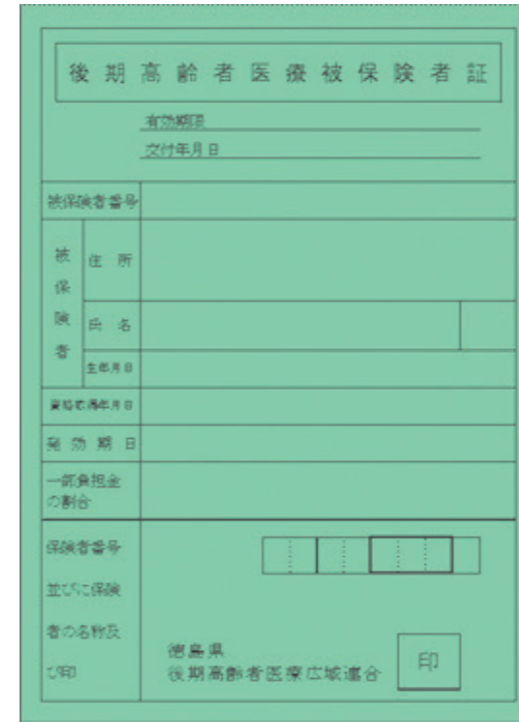 後期高齢者医療被保険者証
有効期限
交付年月日
被保険者番号
被保険者
住所
氏名
生年月日
資格取得年月日
発効期日
一部負担金
の割合
保険者番号
並びに保険
者の名称及
び印
徳島県
後期高齢者医療広域連合
印